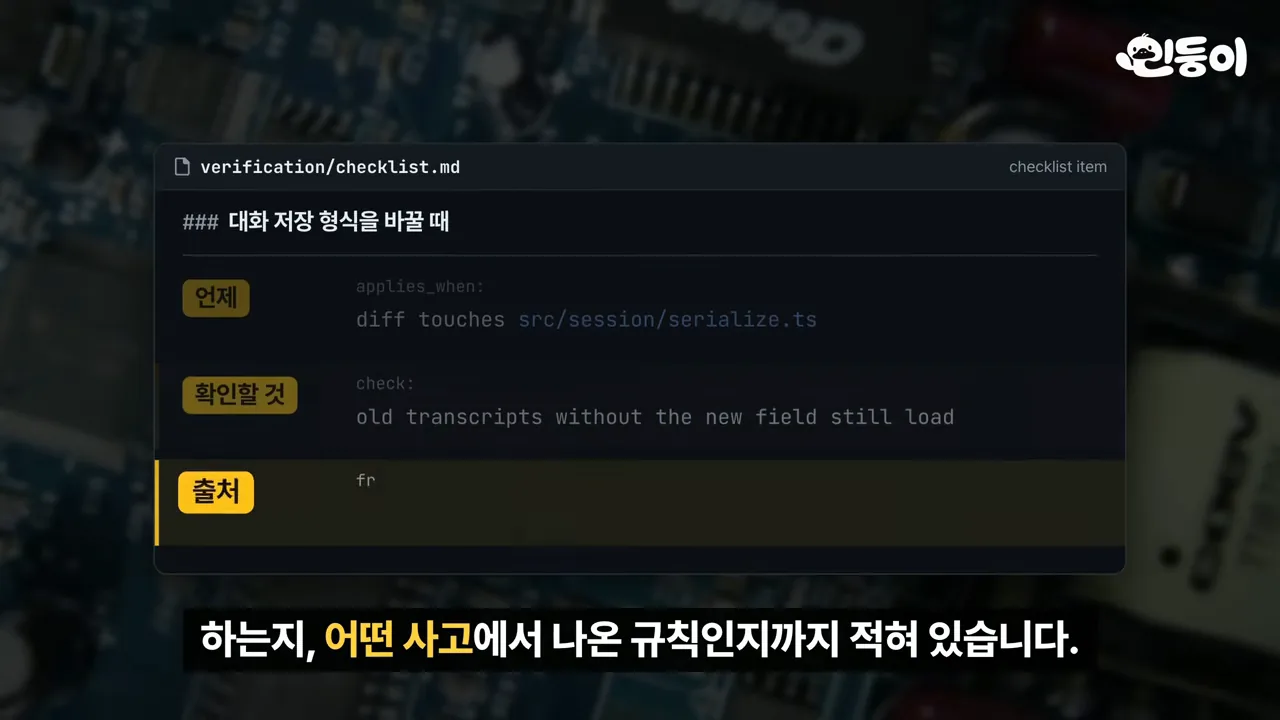 인둥이
verification/checklist.md
checklist item
### 대화 저장 형식을 바꿀 때
언제
applies_when:
diff touches src/session/serialize.ts
확인할 것
check:
old transcripts without the new field still load
출처
fr
하는지, 어떤 사고에서 나온 규칙인지까지 적혀 있습니다.